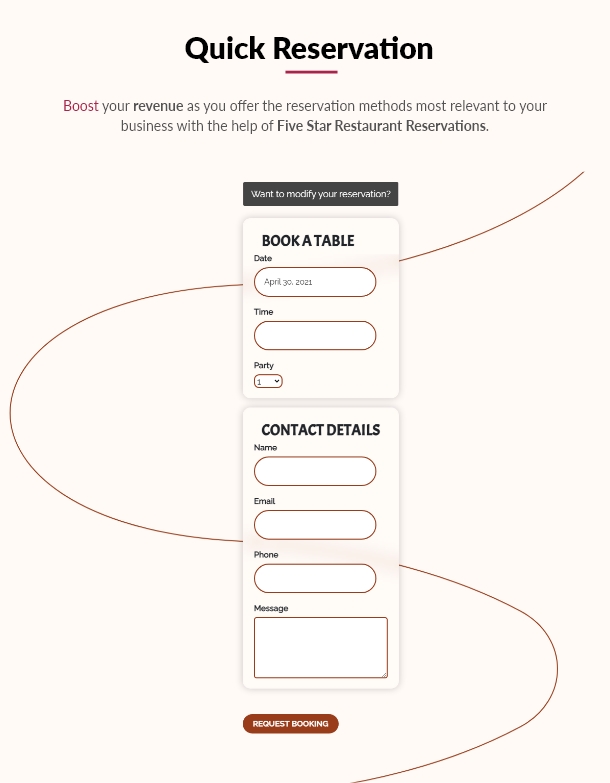 Quick Reservation
Boost your revenue as you offer the reservation methods most relevant to your
business with the help of Five Star Restaurant Reservations.
Want to modify your reservation?
BOOK A TABLE
Date
April 30, 2021
Time
Party
1
CONTACT DETAILS
Name
Email
Phone
Message
REQUEST BOOKING